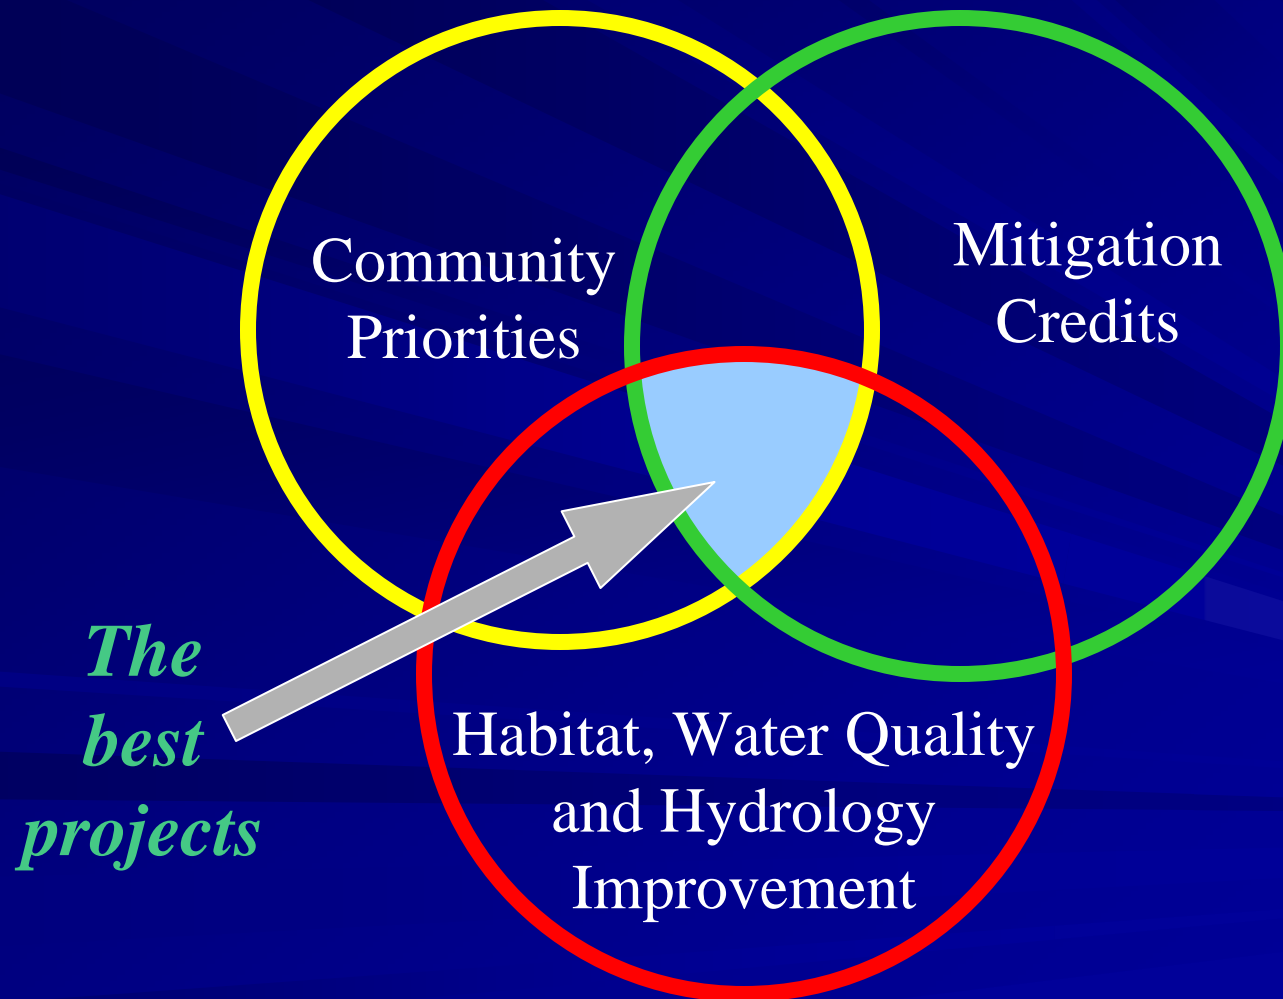 Community
Priorities
Mitigation
Credits
The
best
projects
Habitat, Water Quality
and Hydrology
Improvement